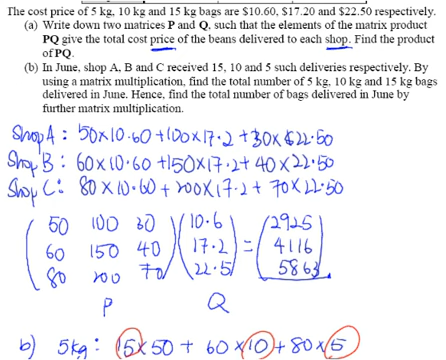 The cost price of 5 kg, 10 kg and 15 kg bags are $10.60, $17.20 and $22.50 respectively.
(a) Write down two matrices P and Q, such that the elements of the matrix product
PQ give the total cost price of the beans delivered to each shop. Find the product
of PQ.
(b) In June, shop A, B and C received 15, 10 and 5 such deliveries respectively. By
using a matrix multiplication, find the total number of 5 kg, 10 kg and 15 kg bags
delivered in June. Hence, find the total number of bags delivered in June by
further matrix multiplication.
Shop A : 50×10.60 +100×17.2 +30×$22.50
Shop B : 60×10.60 +150×17.2 + 40×22.50
Shop C : 80×10.60 + 200×17.2 + 70×22.50
( 50 100 30 ) ( 10.6 ) ( 2925 )
( 60 150 40 ) ( 17.2 ) = ( 4116 )
( 80 200 70 ) ( 22.5 ) ( 5863 )
P Q
b) 5kg : 15×50 + 60×10 + 80×5